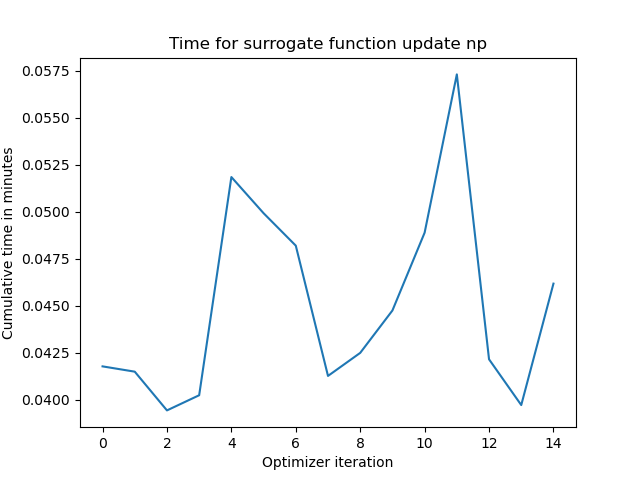 Time for surrogate function update np
Cumulative time in minutes
0.0575
0.0550
0.0525
0.0500
0.0475
0.0450
0.0425
0.0400
0 2 4 6 8 10 12 14
Optimizer iteration